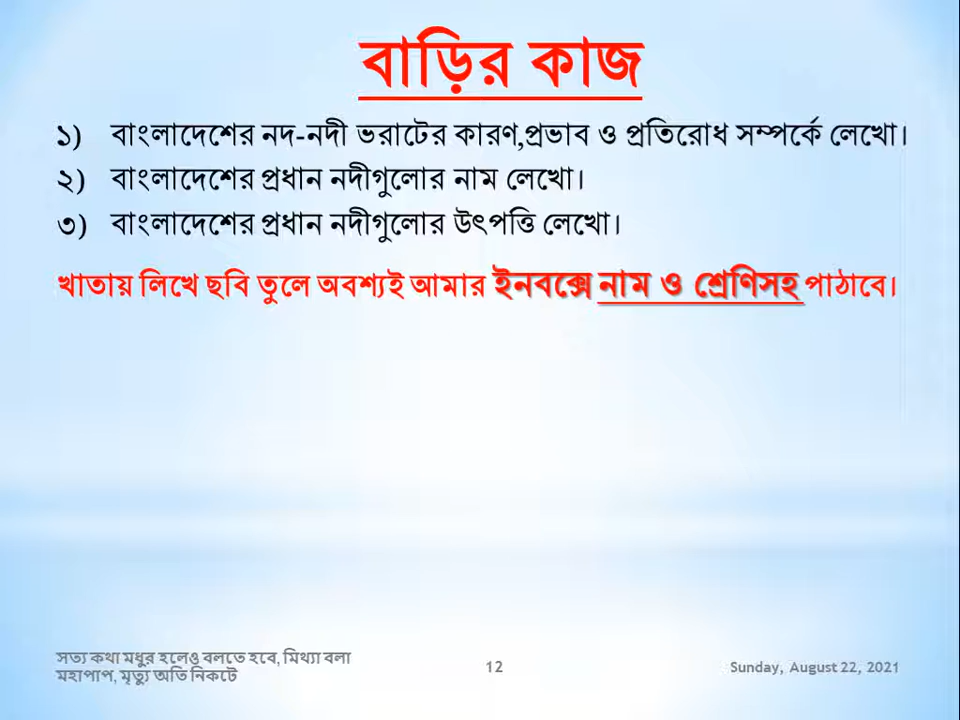 বাড়ির কাজ
১) বাংলাদেশের নদ-নদী ভরাটের কারণ,প্রভাব ও প্রতিরোধ সম্পর্কে লেখো।
২) বাংলাদেশের প্রধান নদীগুলোর নাম লেখো।
৩) বাংলাদেশের প্রধান নদীগুলোর উৎপত্তি লেখো।
খাতায় লিখে ছবি তুলে অবশ্যই আমার ইনবক্সে নাম ও শ্রেণিসহ পাঠাবে।
সত্য কথা মধুর হলেও বলতে হবে, মিথ্যা বলা
মহাপাপ, মৃত্যু অতি নিকটে
12
Sunday, August 22, 2021